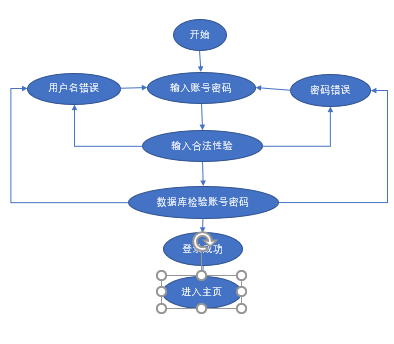 开始
用户名错误
输入账号密码
密码错误
输入合法性验
数据库检验账号密码
登录成功
进入主页